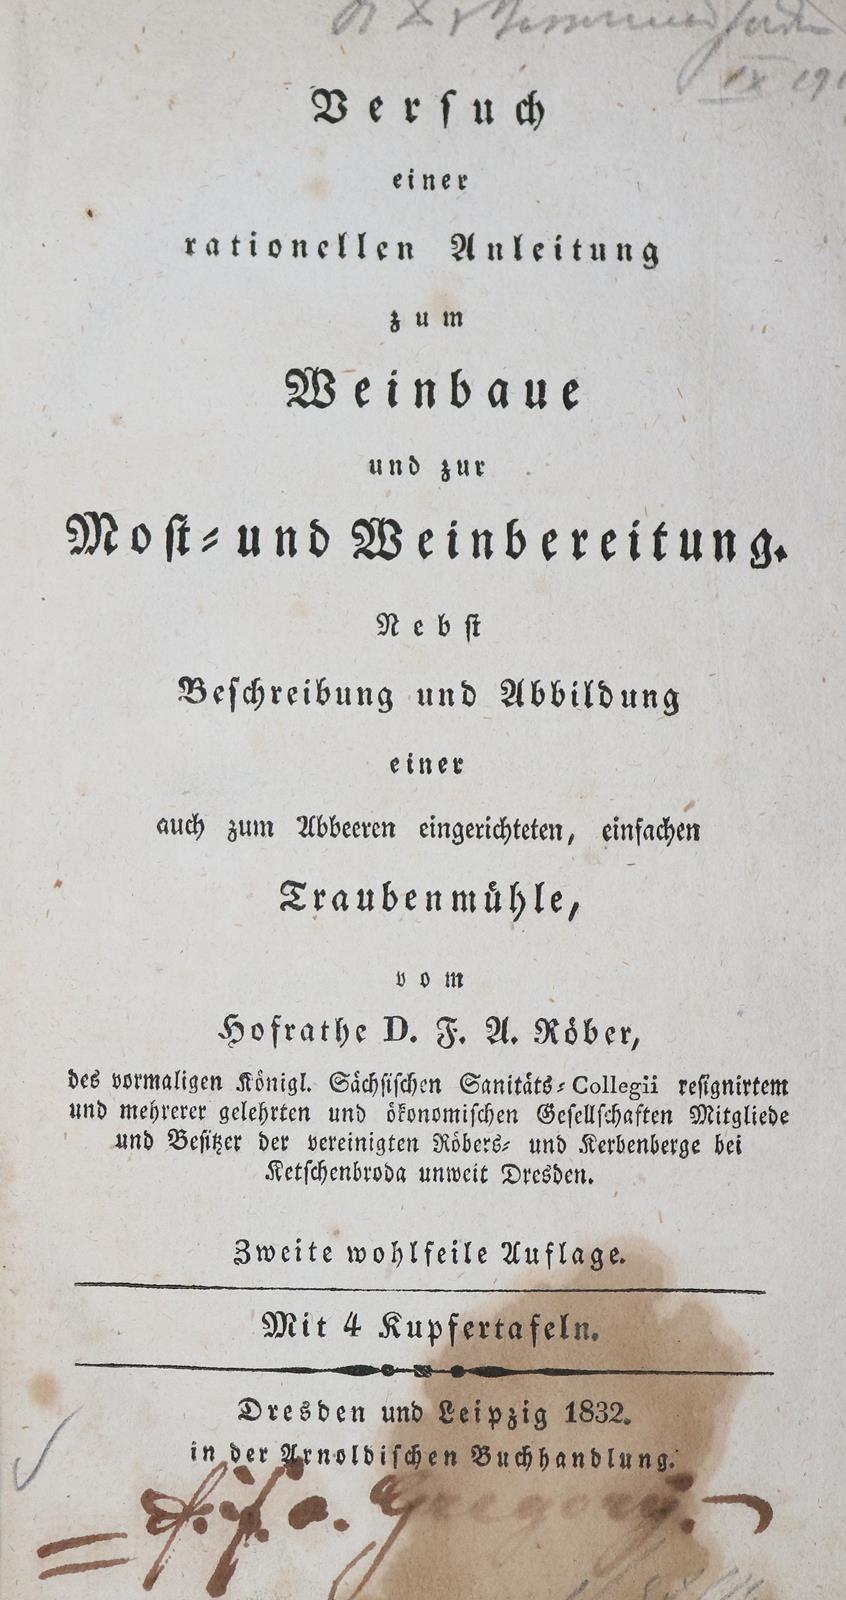 IX 19
Versuch
einer
rationellen Anleitung
zum
Weinbaue
und zur
Most- und Weinbereitung.
Nebst
Beschreibung und Abbildung
einer
auch zum Abbeeren eingerichteten, einfachen
Traubenmühle,
vom
Hofrathe D. F. A. Röber,
des vormaligen Königl. Sächsischen Sanitäts-Collegii resignirtem
und mehrerer gelehrten und ökonomischen Gesellschaften Mitgliede
und Besitzer der vereinigten Röbers- und Kerbenberge bei
Ketschenbroda unweit Dresden.
Zweite wohlfeile Auflage.
Mit 4 Kupfertafeln.
Dresden und Leipzig 1832.
in der Arnoldischen Buchhandlung.
Gregory.